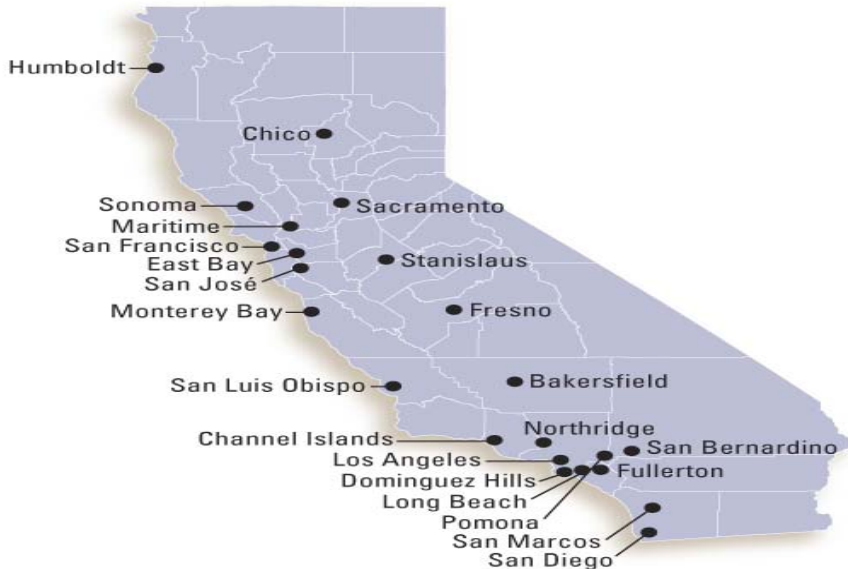 Humboldt
Chico
Sonoma
Sacramento
Maritime
San Francisco
East Bay
Stanislaus
San José
Monterey Bay
Fresno
San Luis Obispo
Bakersfield
Channel Islands
Northridge
San Bernardino
Los Angeles
Fullerton
Dominguez Hills
Long Beach
Pomona
San Marcos
San Diego